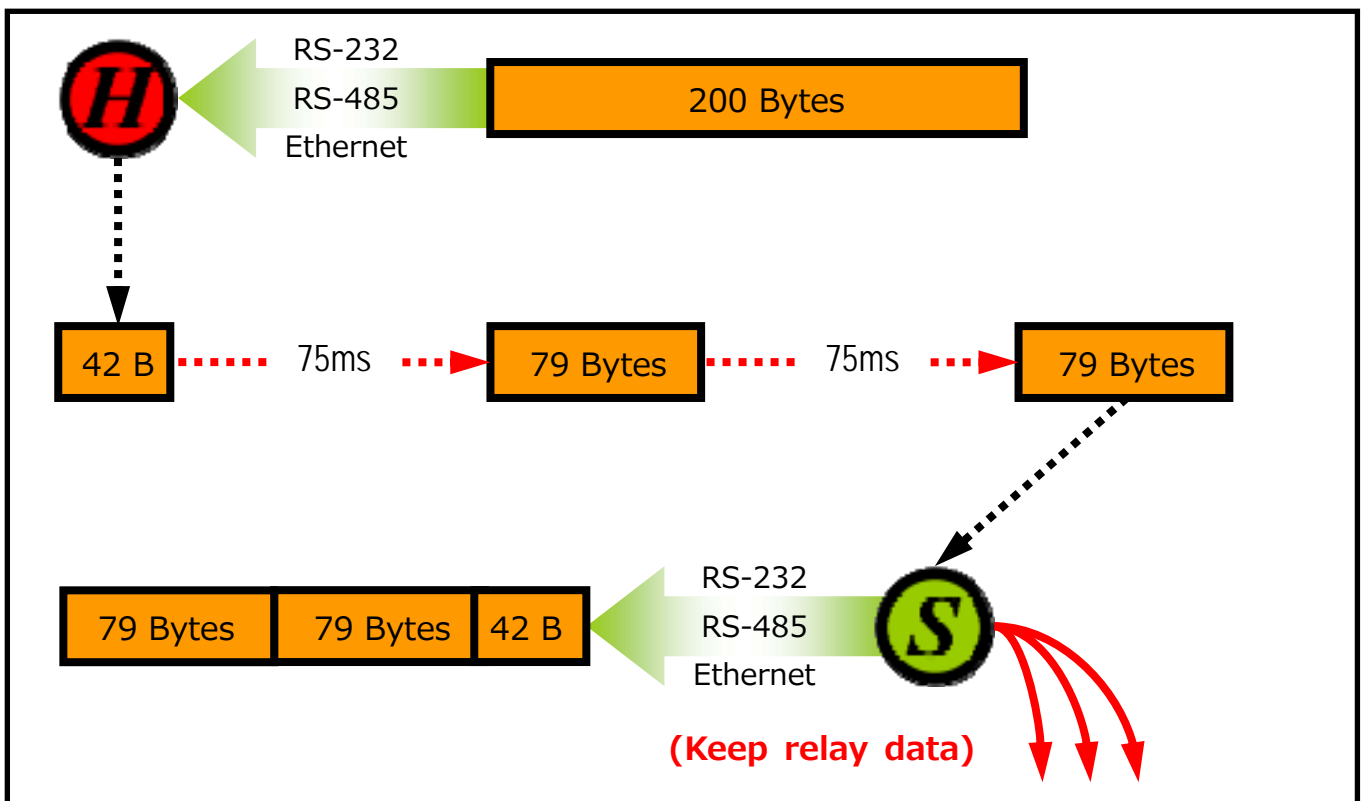 RS-232
H
RS-485
200 Bytes
Ethernet
42 B
75ms
79 Bytes
75ms
79 Bytes
RS-232
79 Bytes
79 Bytes
42 B
RS-485
S
Ethernet
(Keep relay data)